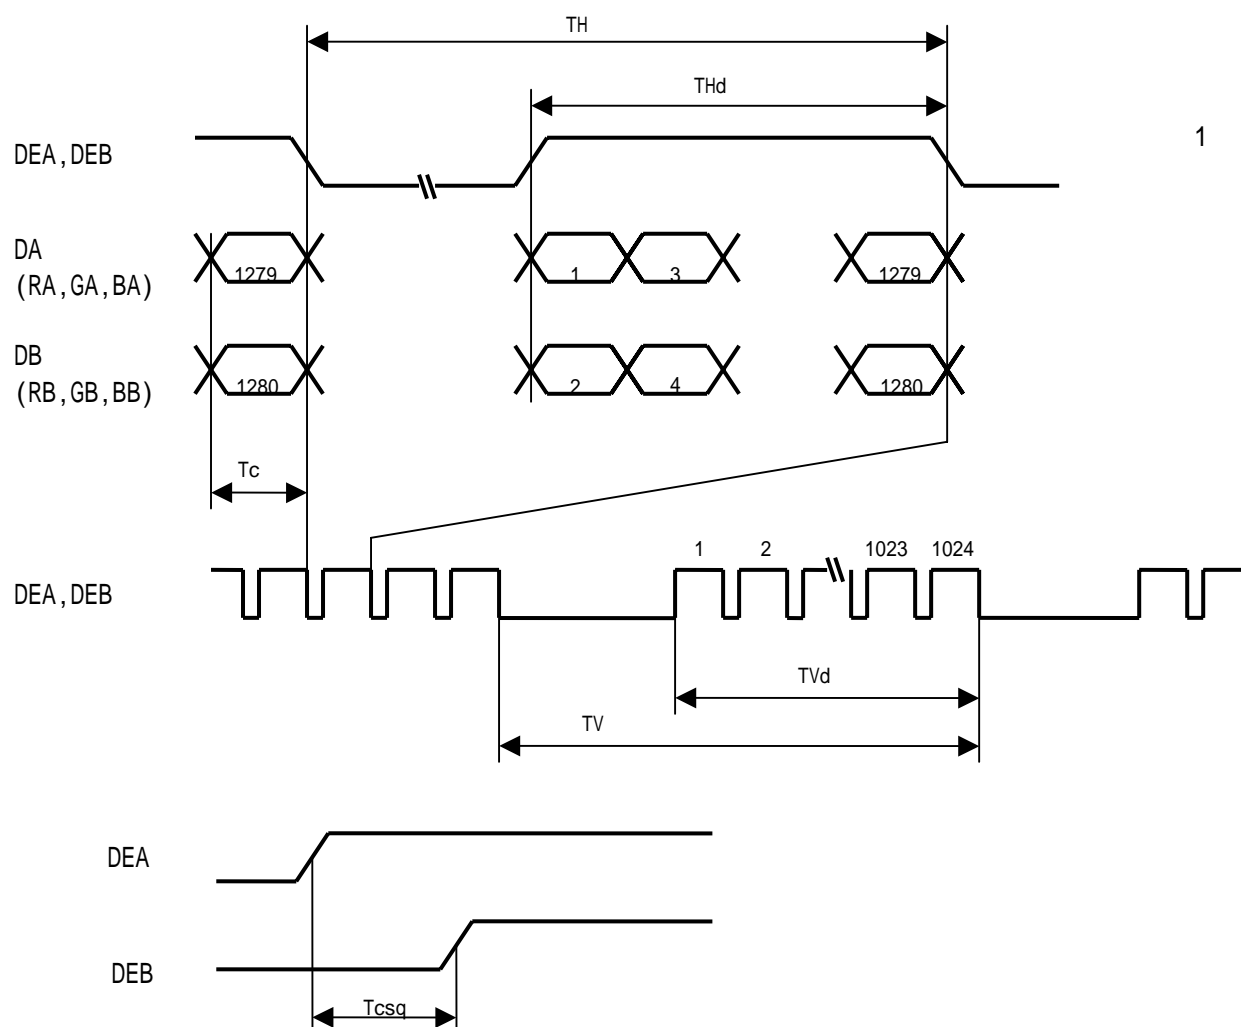 TH
THd
DEA,DEB
1
DA
(RA,GA,BA)
1279
1
3
1279
DB
(RB,GB,BB)
1280
2
4
1280
Tc
1
2
1023
1024
DEA,DEB
TVd
TV
DEA
DEB
Tcsq